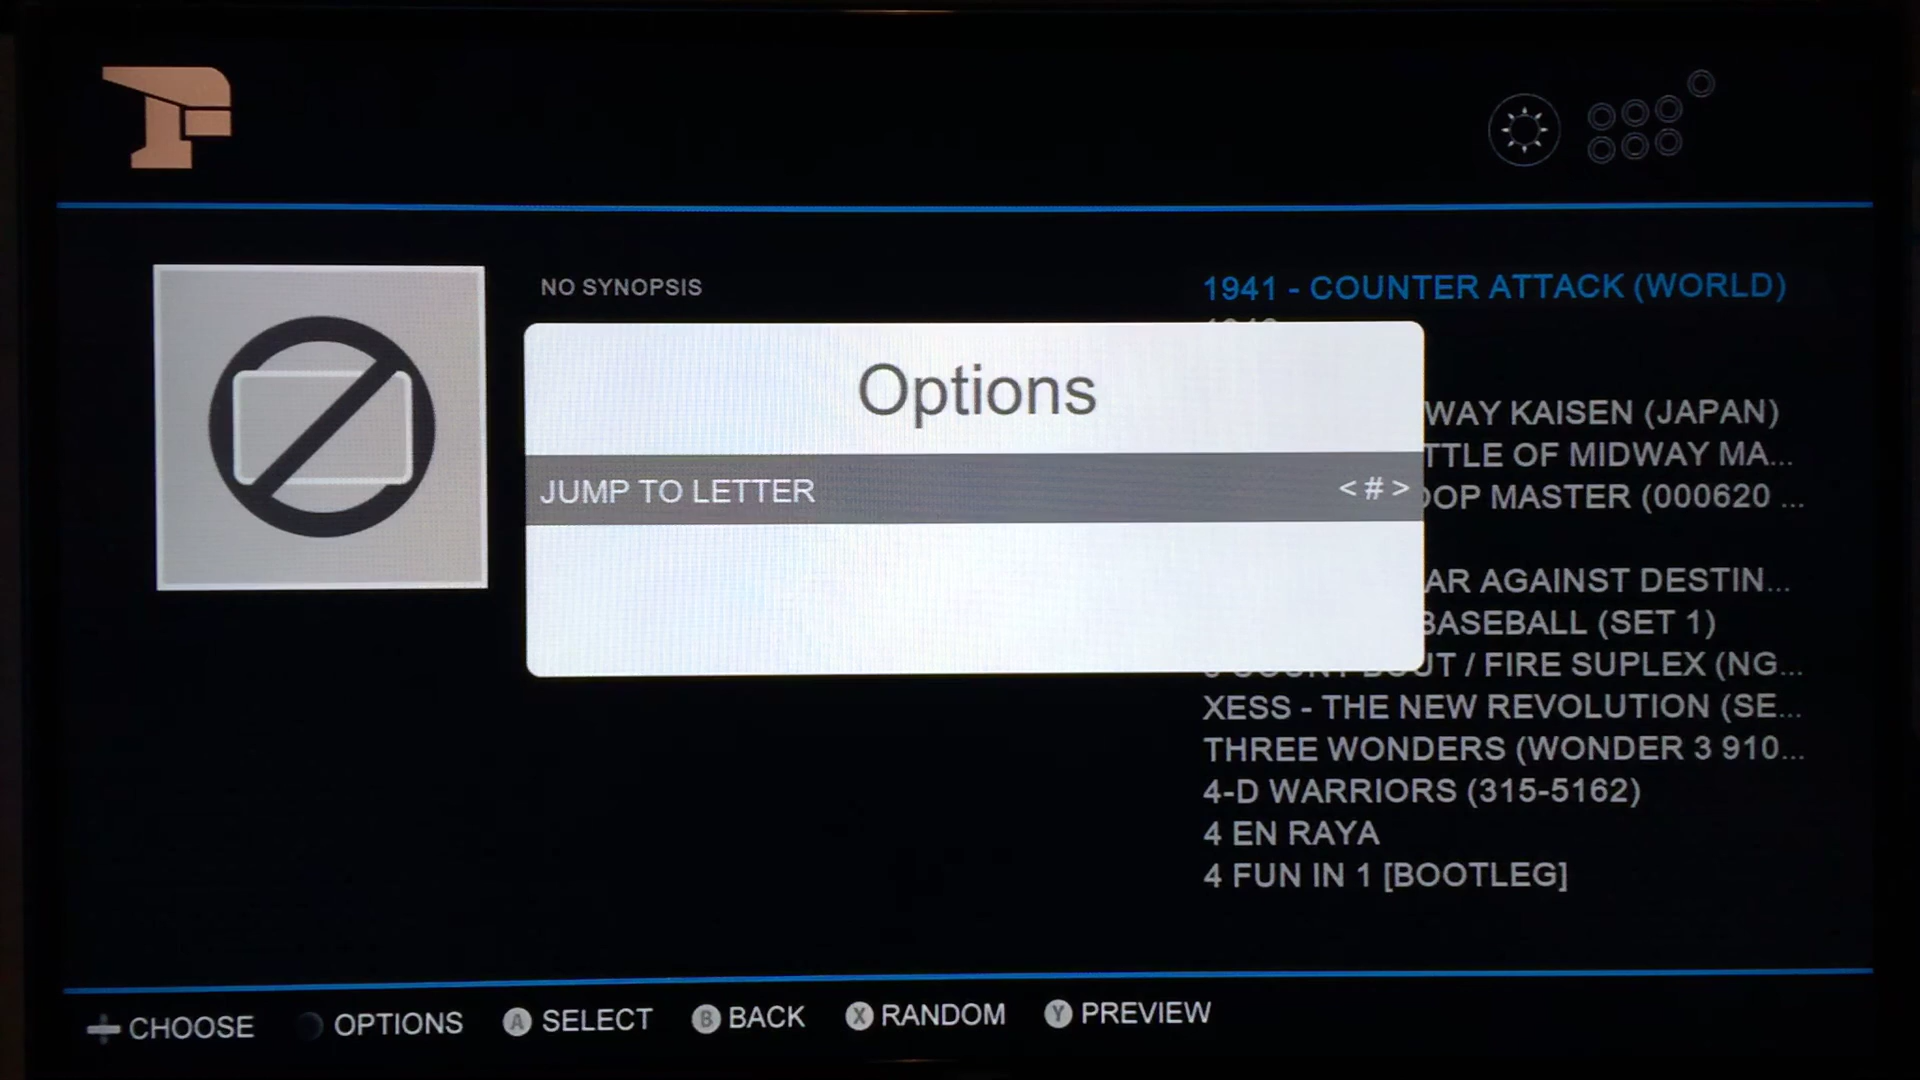 NO SYNOPSIS
1941 - COUNTER ATTACK (WORLD)
Options
WAY KAISEN (JAPAN)
TTLE OF MIDWAY MA...
JUMP TO LETTER
< # >
OOP MASTER (000620 ...
AR AGAINST DESTIN...
BASEBALL (SET 1)
/ FIRE SUPLEX (NG...
XESS - THE NEW REVOLUTION (SE...
THREE WONDERS (WONDER 3 910...
4-D WARRIORS (315-5162)
4 EN RAYA
4 FUN IN 1 [BOOTLEG]
CHOOSE OPTIONS A SELECT B BACK X RANDOM Y PREVIEW